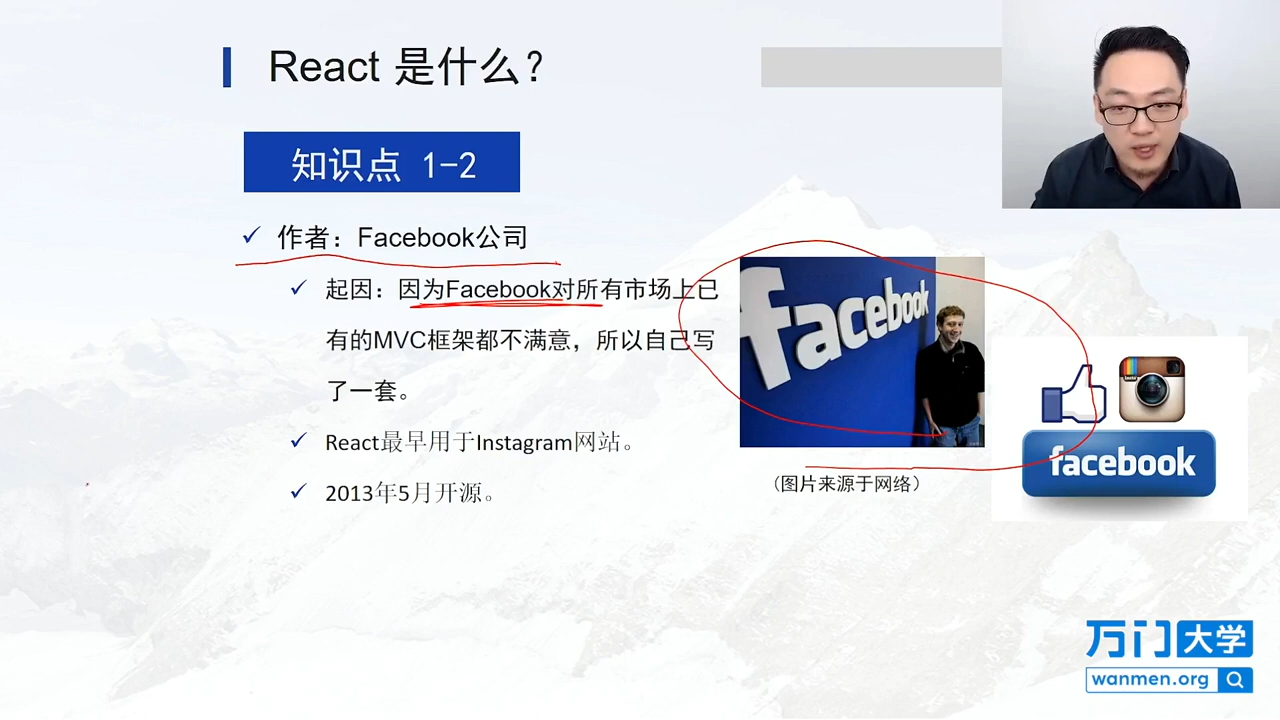 React 是什么？
知识点 1-2
作者：Facebook公司
起因：因为Facebook对所有市场上已
有的MVC框架都不满意，所以自己写
了一套。
React最早用于Instagram网站。
2013年5月开源。
facebook
(图片来源于网络)
Insta
facebook
万门大学
wanmen.org